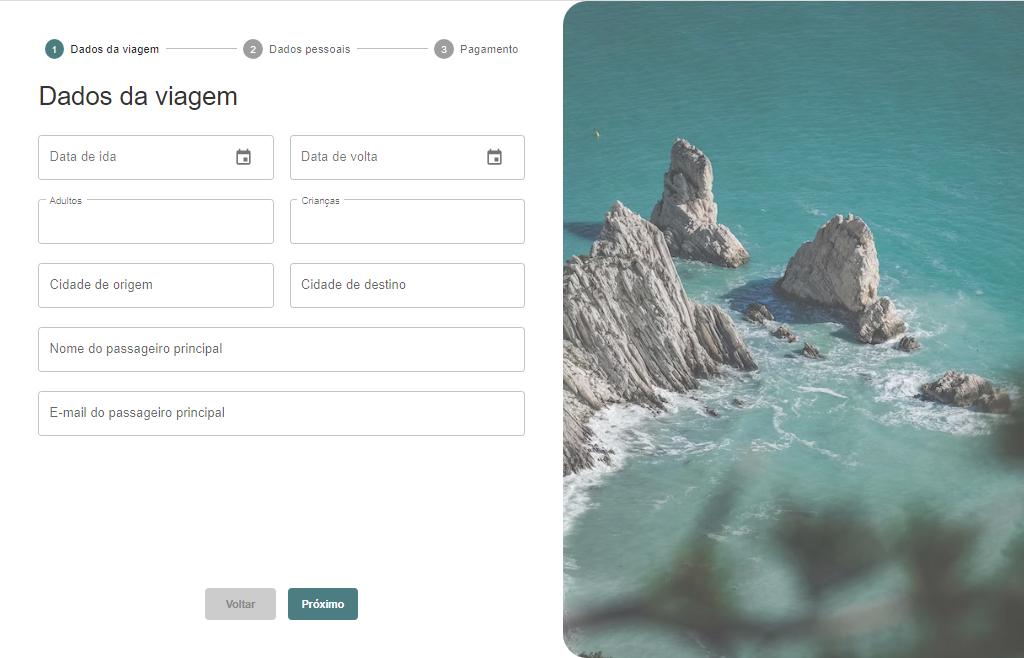 1 Dados da viagem 2 Dados pessoais 3 Pagamento
Dados da viagem
Data de ida Data de volta
Adultos Crianças
Cidade de origem Cidade de destino
Nome do passageiro principal
E-mail do passageiro principal
Voltar Próximo